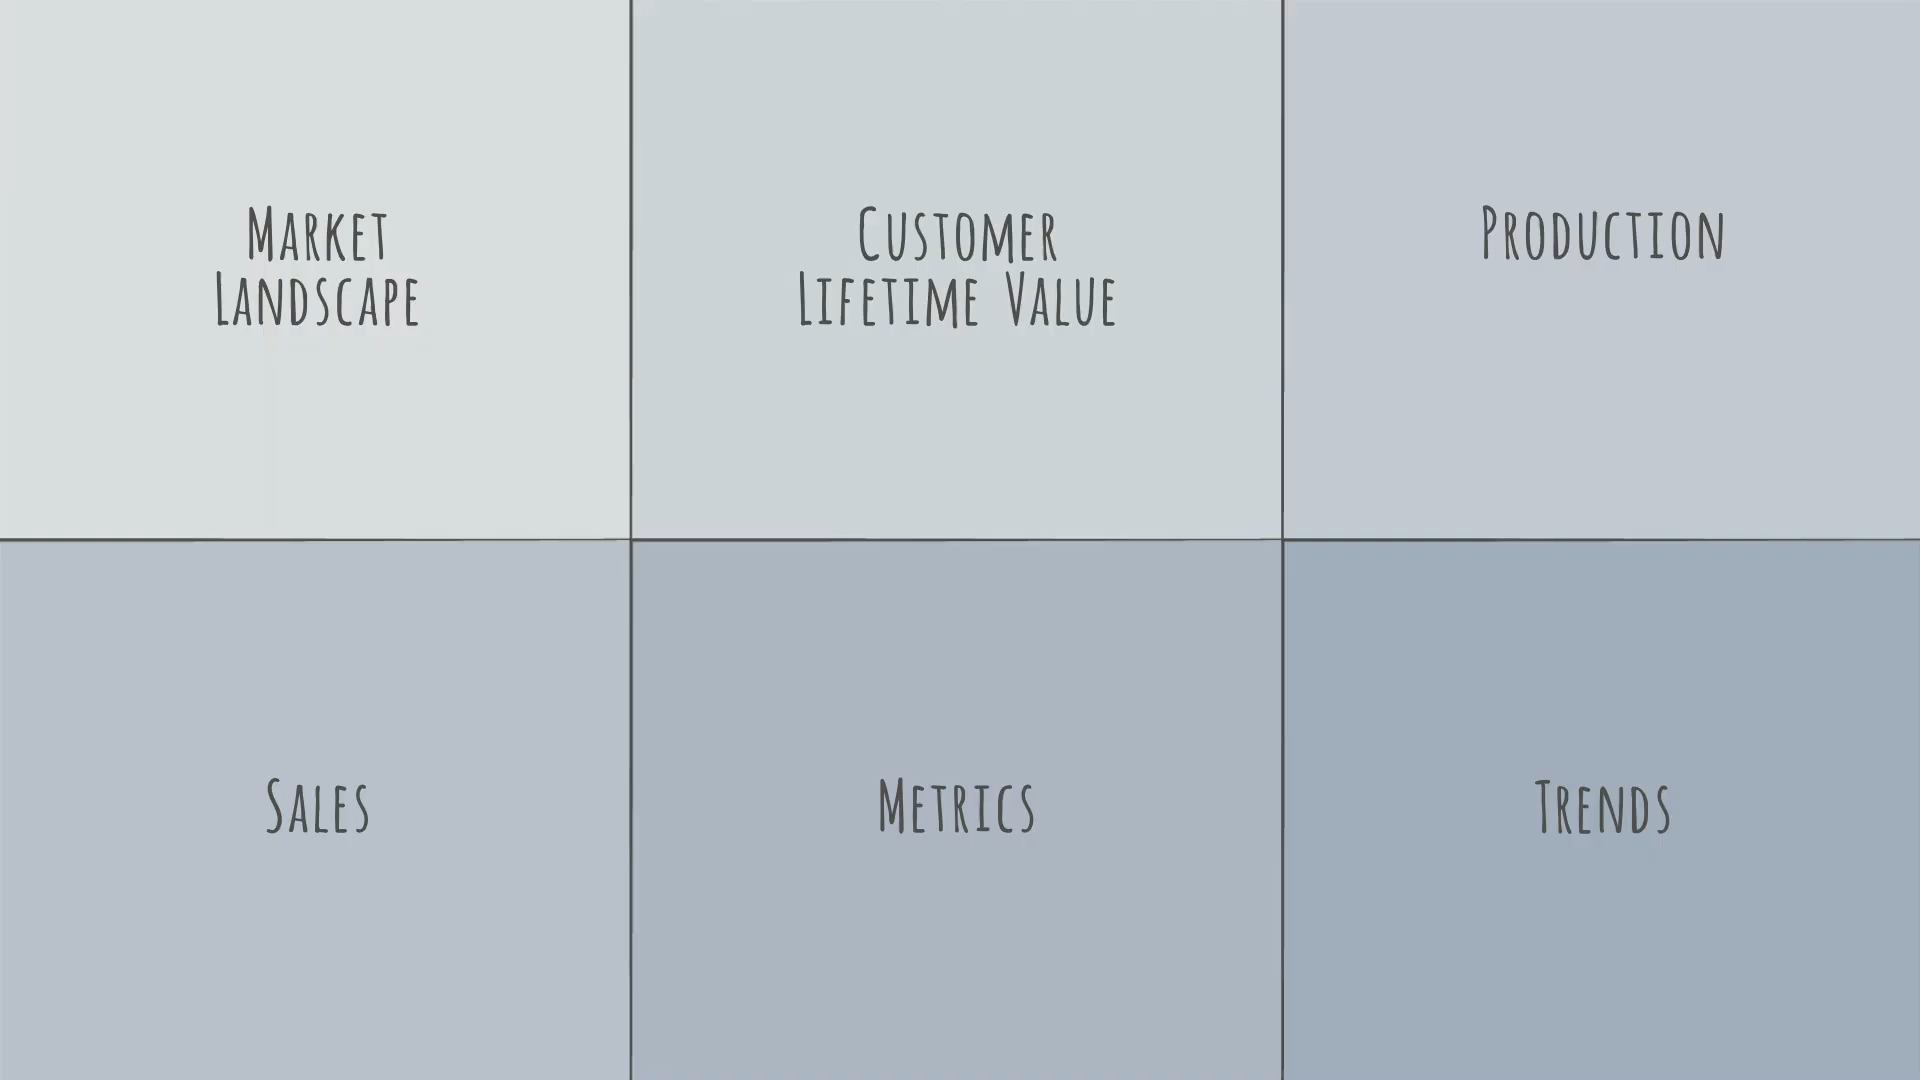 Market
Landscape
Customer
Lifetime Value
Production
Sales
Metrics
Trends